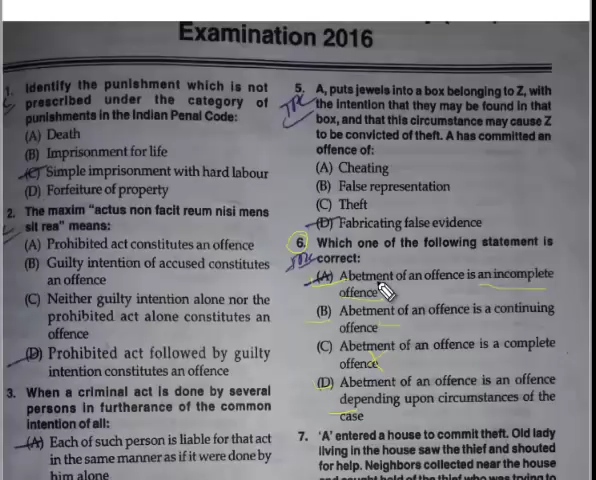 Examination 2016
1. Identify the punishment which is not
prescribed under the category of
punishments in the Indian Penal Code:
(A) Death
(B) Imprisonment for life
(C) Simple imprisonment with hard labour
(D) Forfeiture of property
2. The maxim "actus non facit reum nisi mens
sit rea" means:
(A) Prohibited act constitutes an offence
(B) Guilty intention of accused constitutes
an offence
(C) Neither guilty intention alone nor the
prohibited act alone constitutes an
offence
(D) Prohibited act followed by guilty
intention constitutes an offence
3. When a criminal act is done by several
persons in furtherance of the common
intention of all:
(A) Each of such person is liable for that act
in the same manner as if it were done by
him alone
5. A, puts jewels into a box belonging to Z, with
the intention that they may be found in that
box, and that this circumstance may cause Z
to be convicted of theft. A has committed an
offence of:
(A) Cheating
(B) False representation
(C) Theft
(D) Fabricating false evidence
6. Which one of the following statement is
correct:
(A) Abetment of an offence is an incomplete
offence
(B) Abetment of an offence is a continuing
offence
(C) Abetment of an offence is a complete
offence
(D) Abetment of an offence is an offence
depending upon circumstances of the
case
7. 'A' entered a house to commit theft. Old lady
living in the house saw the thief and shouted
for help. Neighbors collected near the house
and caught hold of the thief who was trying to